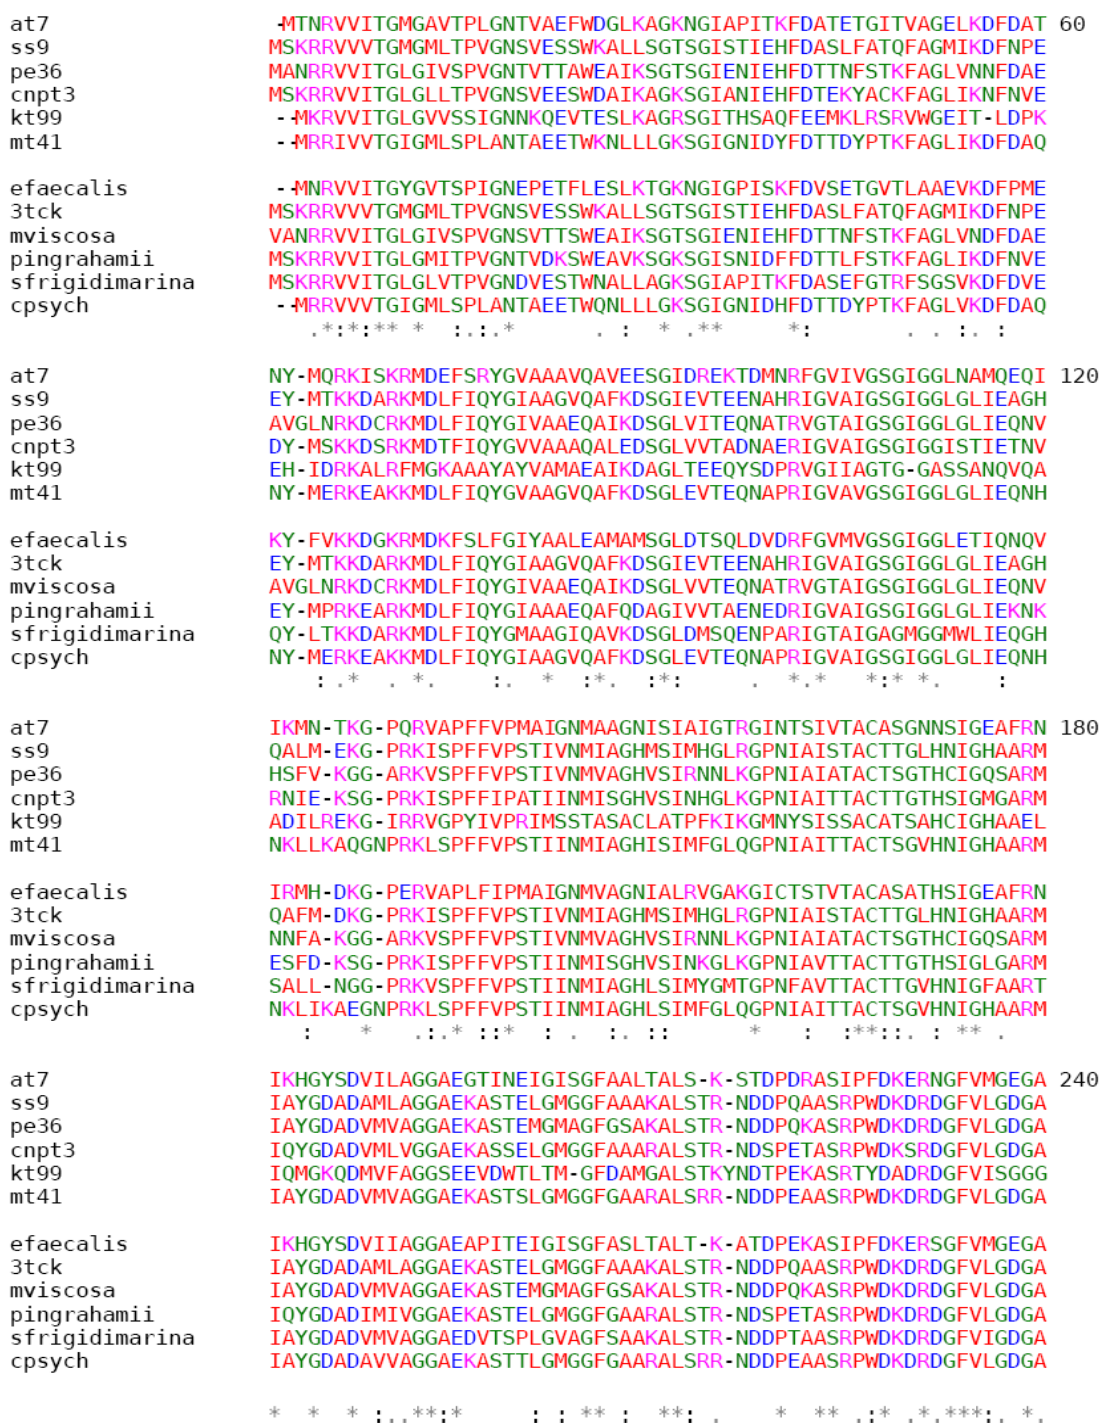 at7 -MTNRVVITGMGAVTPLGNTVAEFWDGLKAGKNGIAPITKFDATETGITVAGELKDFDAT 60
ss9 MSKRRVVVTGMGMLTPVGNSVESSWKALLSGTSGISTIEHFDASLFATQFAGMIKDFNPE
pe36 MANRRVVITGLGIVSPVGNTVTTAWEAIKSGTSGIENIEHFDTTNFSTKFAGLVNNFDAE
cnpt3 MSKRRVVITGLGLLTPVGNSVEESWDAIKAGKSGIANIEHFDTEKYACKFAGLIKNFNVE
kt99 --MKRVVITGLGVVSSIGNNKQEVTESLKAGRSGITHSAQFEEMKLRSRVWGEIT-LDPK
mt41 --MRRIVVTGIGMLSPLANTAEETWKNLLLGKSGIGNIDYFDTTDYPTKFAGLIKDFDAQ
efaecalis --MNRVVITGYGVTSPIGNEPETFLESLKTGKNGIGPISKFDVSETGVTLAAEVKDFPME
3tck MSKRRVVVTGMGMLTPVGNSVESSWKALLSGTSGISTIEHFDASLFATQFAGMIKDFNPE
mviscosa VANRRVVITGLGIVSPVGNSVTTSWEAIKSGTSGIENIEHFDTTNFSTKFAGLVNDFDAE
pingrahamii MSKRRVVITGLGMITPVGNTVDKSWEAVKSGKSGISNIDFFDTTLFSTKFAGLIKDFNVE
sfrigidimarina MSKRRVVITGLGLVTPVGNDVESTWNALLAGKSGIAPITKFDASEFGTRFSGSVKDFDVE
cpsych --MRRVVVTGIGMLSPLANTAEETWQNLLLGKSGIGNIDHFDTTDYPTKFAGLVKDFDAQ
.*:*:** * :.:.* . : * .** *: . . :. :
at7 NY-MQRKISKRMDEFSRYGVAAAVQAVEESGIDREKTDMNRFGVIVGSGIGGLNAMQEQI 120
ss9 EY-MTKKDARKMDLFIQYGIAAGVQAFKDSGIEVTEENAHRIGVAIGSGIGGLGLIEAGH
pe36 AVGLNRKDCRKMDLFIQYGIVAAEQAIKDSGLVITEQNATRVGTAIGSGIGGLGLIEQNV
cnpt3 DY-MSKKDSRKMDTFIQYGVVAAAQALEDSGLVVTADNAERIGVAIGSGIGGISTIETNV
kt99 EH-IDRKALRFMGKAAAYAYVAMAEAIKDAGLTEEQYSDPRVGIIAGTG-GASSANQVQA
mt41 NY-MERKEAKKMDLFIQYGVAAGVQAFKDSGLEVTEQNAPRIGVAVGSGIGGLGLIEQNH
efaecalis KY-FVKKDGKRMDKFSLFGIYAALEAMAMSGLDTSQLDVDRFGVMVGSGIGGLETIQNQV
3tck EY-MTKKDARKMDLFIQYGIAAGVQAFKDSGIEVTEENAHRIGVAIGSGIGGLGLIEAGH
mviscosa AVGLNRKDCRKMDLFIQYGIVAAEQAIKDSGLVVTEQNATRVGTAIGSGIGGLGLIEQNV
pingrahamii EY-MPRKEARKMDLFIQYGIAAAEQAFQDAGIVVTAENEDRIGVAIGSGIGGLGLIEKNK
sfrigidimarina QY-LTKKDARKMDLFIQYGMAAGIQAVKDSGLDMSQENPARIGTAIGAGMGGMWLIEQGH
cpsych NY-MERKEAKKMDLFIQYGIAAGVQAFKDSGLEVTEQNAPRIGVAIGSGIGGLGLIEQNH
: .* . *. :. * :*. :*: . *.* *:* *. :
at7 IKMN-TKG-PQRVAPFFVPMAIGNMAAGNISIAIGTRGINTSIVTACASGNNSIGEAFRN 180
ss9 QALM-EKG-PRKISPFFVPSTIVNMIAGHMSIMHGLRGPNIAISTACTTGLHNIGHAARM
pe36 HSFV-KGG-ARKVSPFFVPSTIVNMVAGHVSIRNNLKGPNIAIATACTSGTHCIGQSARM
cnpt3 RNIE-KSG-PRKISPFFIPATIINMISGHVSINHGLKGPNIAITTACTTGTHSIGMGARM
kt99 ADILREKG-IRRVGPYIVPRIMSSTASACLATPFKIKGMNYSISSACATSAHCIGHAAEL
mt41 NKLLKAQGNPRKLSPFFVPSTIINMIAGHISIMFGLQGPNIAITTACTSGVHNIGHAARM
efaecalis IRMH-DKG-PERVAPLFIPMAIGNMVAGNIALRVGAKGICTSTVTACASATHSIGEAFRN
3tck QAFM-DKG-PRKISPFFVPSTIVNMIAGHMSIMHGLRGPNIAISTACTTGLHNIGHAARM
mviscosa NNFA-KGG-ARKVSPFFVPSTIVNMVAGHVSIRNNLKGPNIAIATACTSGTHCIGQSARM
pingrahamii ESFD-KSG-PRKISPFFVPSTIINMISGHVSINKGLKGPNIAVTTACTTGTHSIGLGARM
sfrigidimarina SALL-NGG-PRKVSPFFVPSTIINMIAGHLSIMYGMTGPNFAVTTACTTGVHNIGFAART
cpsych NKLIKAEGNPRKLSPFFVPSTIINMIAGHLSIMFGLQGPNIAITTACTSGVHNIGHAARM
: * .:.* ::* : . :. :: * : :**::. : ** .
at7 IKHGYSDVILAGGAEGTINEIGISGFAALTALS-K-STDPDRASIPFDKERNGFVMGEGA 240
ss9 IAYGDADAMLAGGAEKASTELGMGGFAAAKALSTR-NDDPQAASRPWDKDRDGFVLGDGA
pe36 IAYGDADVMVAGGAEKASTEMGMAGFGSAKALSTR-NDDPQKASRPWDKDRDGFVLGDGA
cnpt3 IQYGDADVMLVGGAEKASSELGMGGFAAARALSTR-NDSPETASRPWDKSRDGFVLGDGA
kt99 IQMGKQDMVFAGGSEEVDWTLTM-GFDAMGALSTKYNDTPEKASRTYDADRDGFVISGGG
mt41 IAYGDADVMVAGGAEKASTSLGMGGFGAARALSRR-NDDPEAASRPWDKDRDGFVLGDGA
efaecalis IKHGYSDVIIAGGAEAPITEIGISGFASLTALT-K-ATDPEKASIPFDKERSGFVMGEGA
3tck IAYGDADAMLAGGAEKASTELGMGGFAAAKALSTR-NDDPQAASRPWDKDRDGFVLGDGA
mviscosa IAYGDADVMVAGGAEKASTEMGMAGFGSAKALSTR-NDDPQKASRPWDKDRDGFVLGDGA
pingrahamii IQYGDADIMIVGGAEKASTELGMGGFGAARALSTR-NDSPETASRPWDKDRDGFVLGDGA
sfrigidimarina IAYGDADVMVAGGAEDVTSPLGVAGFSAAKALSTR-NDDPTAASRPWDKDRDGFVIGDGA
cpsych IAYGDADAVVAGGAEKASTTLGMGGFGAARALSRR-NDDPEAASRPWDKDRDGFVLGDGA
* * * :..**:* : : ** : **: . * ** .:* .*.***:. *.